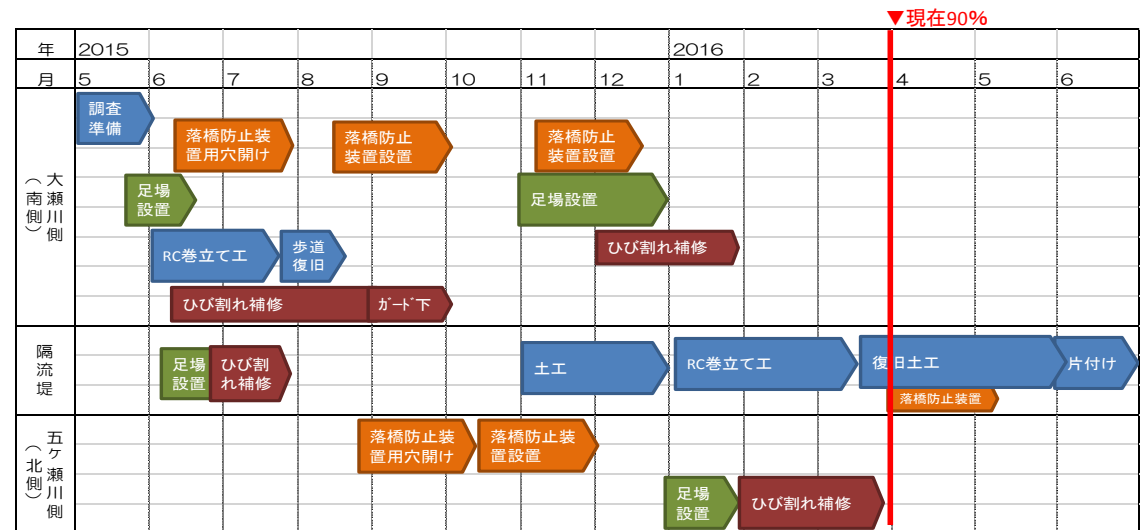 ▼現在90%
年 2015 2016
月 5 6 7 8 9 10 11 12 1 2 3 4 5 6
大瀬川側
（南側）
調査
準備
落橋防止装
置用穴開け
落橋防止
装置設置
落橋防止
装置設置
足場
設置
足場設置
RC巻立て工
歩道
復旧
ひび割れ補修
ひび割れ補修
ｶﾞｰﾄﾞ下
隔流堤
足場
設置
ひび割
れ補修
土工
RC巻立て工
復旧土工
片付け
落橋防止装置
五ケ瀬川側
（北側）
落橋防止装
置用穴開け
落橋防止装
置設置
足場
設置
ひび割れ補修